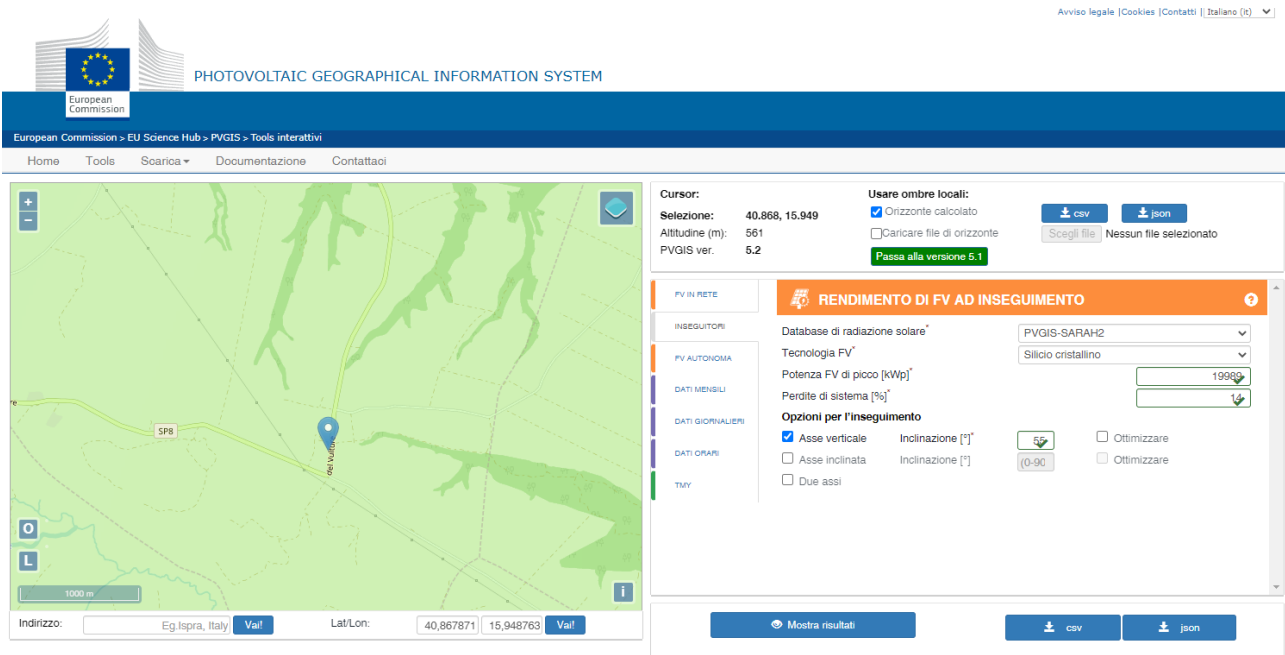 Avviso legale |Cookies |Contatti | Italiano (it)
PHOTOVOLTAIC GEOGRAPHICAL INFORMATION SYSTEM
European
Commission
European Commission > EU Science Hub > PVGIS > Tools interattivi
Home Tools Scarica Documentazione Contattaci
+
−
SP8
del Vulture
O
L
i
1000 m
Indirizzo: Eg.Ispra, Italy Vai! Lat/Lon: 40,867871 15,948763 Vai!
Cursor:
Selezione: 40.868, 15.949
Altitudine (m): 561
PVGIS ver. 5.2
Usare ombre locali:
Orizzonte calcolato
Caricare file di orizzonte
Passa alla versione 5.1
csv json
Scegli file Nessun file selezionato
FV IN RETE
INSEGUITORI
FV AUTONOMA
DATI MENSILI
DATI GIORNALIERI
DATI ORARI
TMY
RENDIMENTO DI FV AD INSEGUIMENTO ?
Database di radiazione solare* PVGIS-SARAH2
Tecnologia FV* Silicio cristallino
Potenza FV di picco [kWp]* 19989
Perdite di sistema [%]* 14
Opzioni per l'inseguimento
Asse verticale Inclinazione [°]* 55 Ottimizzare
Asse inclinata Inclinazione [°] (0-90 Ottimizzare
Due assi
Mostra risultati csv json